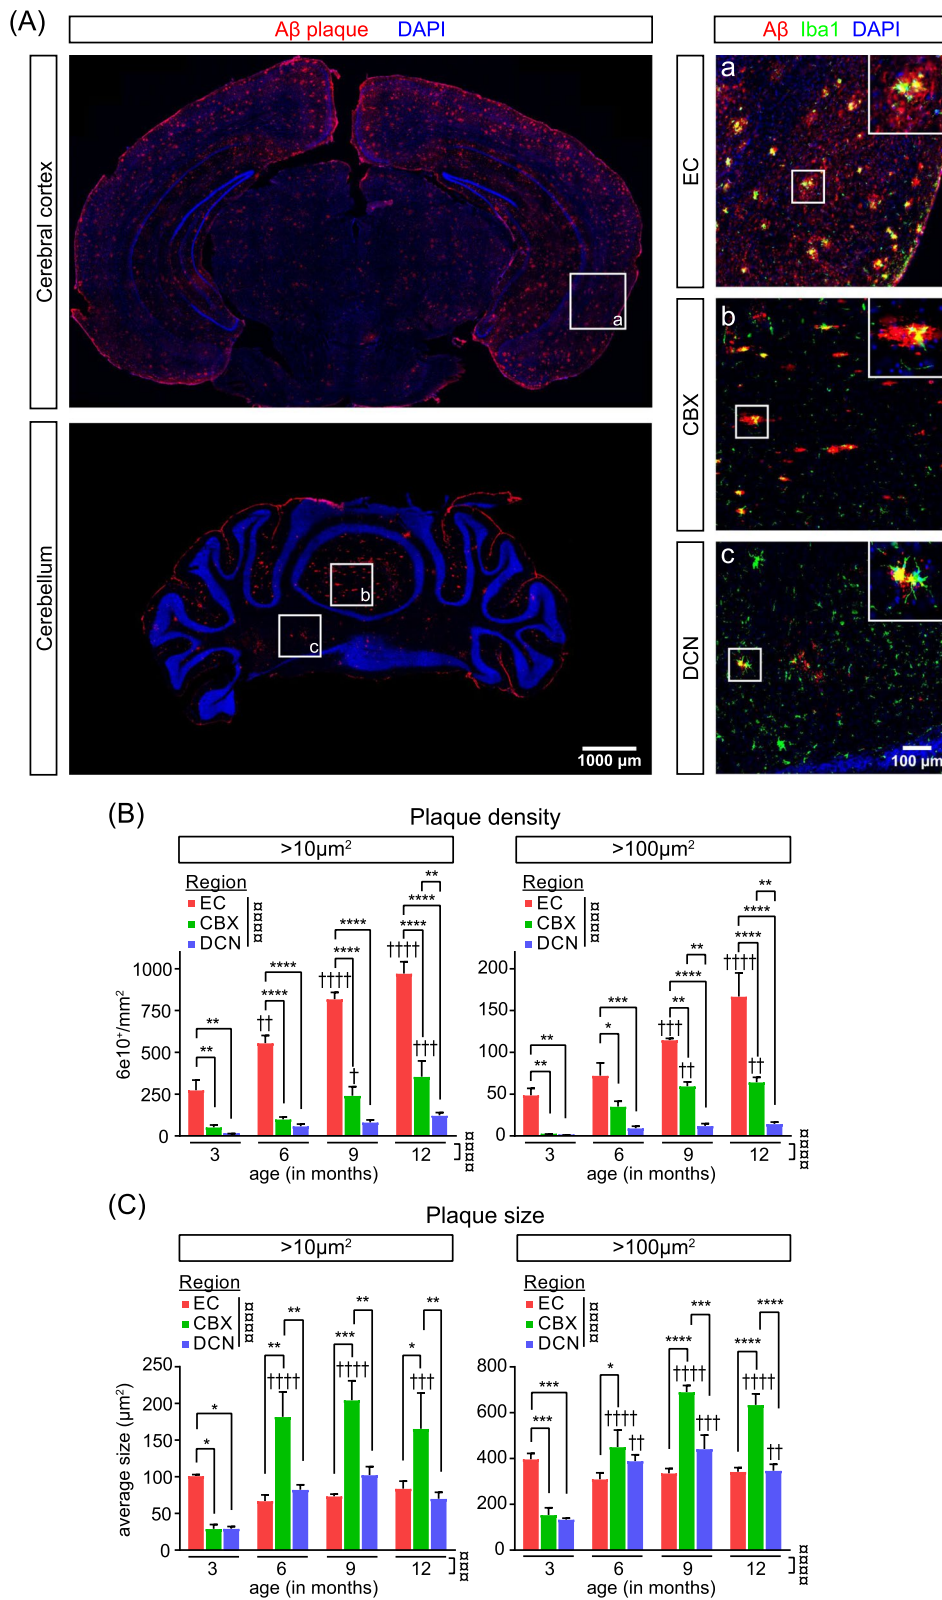 (A)
Aβ plaque DAPI
Aβ Iba1 DAPI
Cerebral cortex
a
EC
a
CBX
b
Cerebellum
b
c
1000 µm
DCN
c
100 µm
(B)
Plaque density
>10µm²
>100µm²
Region
EC
CBX
DCN
¤¤¤¤
6e10⁺/mm²
1000
750
500
250
0
** **
†† **** ****
†††† **** **** †
†††† **** **** ** †††
3 6 9 12
¤¤¤¤
age (in months)
Region
EC
CBX
DCN
¤¤¤¤
200
150
100
50
0
** **
* ***
††† ** **** ** ††
†††† **** **** ** ††
3 6 9 12
¤¤¤¤
age (in months)
(C)
Plaque size
>10µm²
>100µm²
Region
EC
CBX
DCN
¤¤¤¤
average size (µm²)
250
200
150
100
50
0
* *
** ** ††††
*** ** ††††
* ** †††
3 6 9 12
¤¤¤
age (in months)
Region
EC
CBX
DCN
¤¤¤¤
800
600
400
200
0
*** ***
* †††† ††
**** *** †††† †††
**** **** †††† ††
3 6 9 12
¤¤¤¤
age (in months)